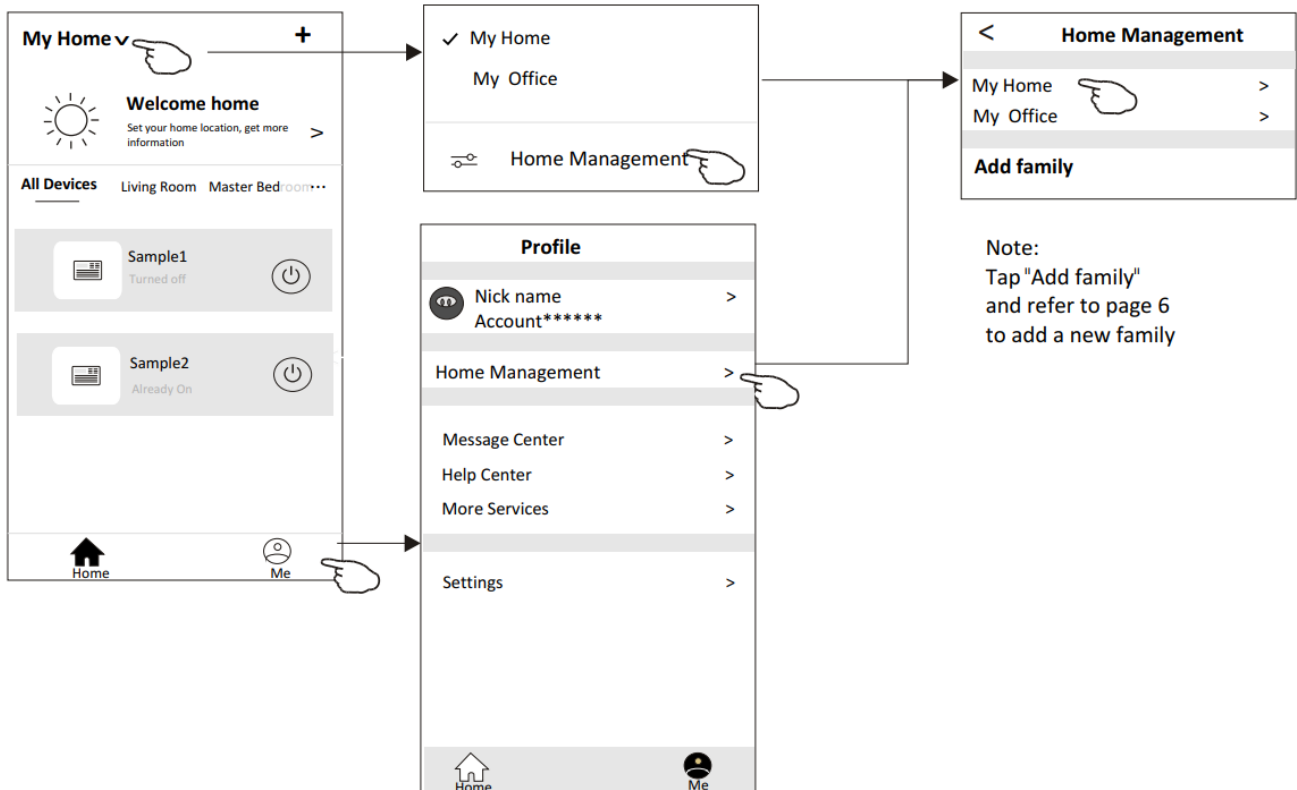 My Home
+
Welcome home
Set your home location, get more
information
>
All Devices Living Room Master Bedroom...
Sample1
Turned off
Sample2
Already On
Home
Me
✓ My Home
My Office
Home Management
Profile
Nick name >
Account******
Home Management >
Message Center >
Help Center >
More Services >
Settings >
Home
Me
< Home Management
My Home >
My Office >
Add family
Note:
Tap "Add family"
and refer to page 6
to add a new family